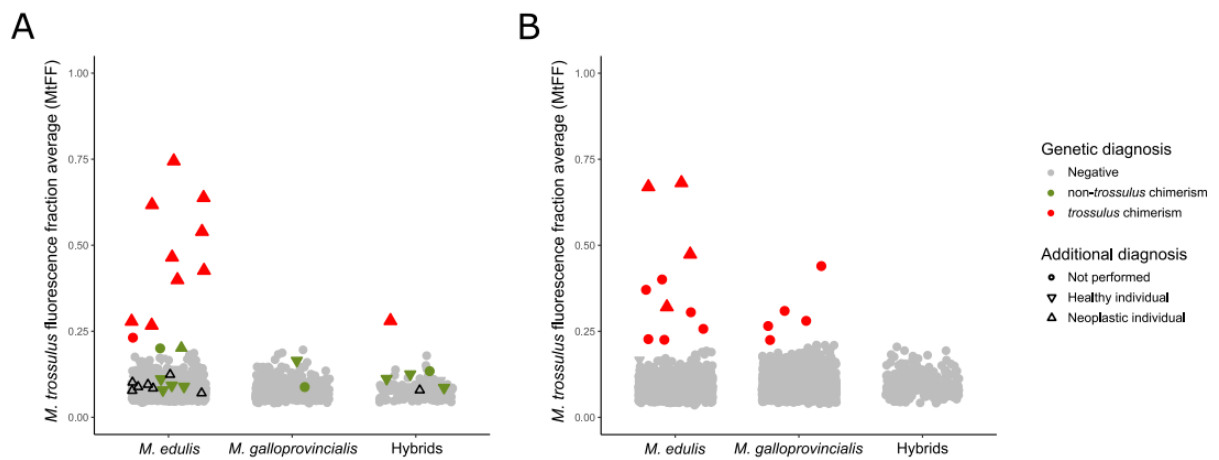 A
M. trossulus fluorescence fraction average (MtFF)
1.00
0.75
0.50
0.25
0.00
M. edulis
M. galloprovincialis
Hybrids
B
M. trossulus fluorescence fraction average (MtFF)
1.00
0.75
0.50
0.25
0.00
M. edulis
M. galloprovincialis
Hybrids
Genetic diagnosis
Negative
non-trossulus chimerism
trossulus chimerism
Additional diagnosis
Not performed
Healthy individual
Neoplastic individual